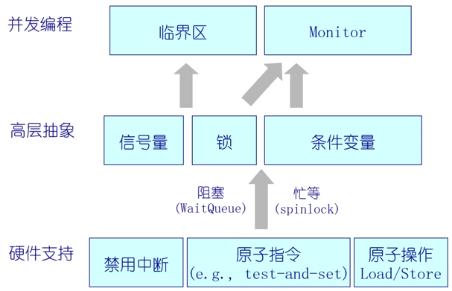 并发编程
临界区
Monitor
高层抽象
信号量
锁
条件变量
阻塞
(WaitQueue)
忙等
(spinlock)
硬件支持
禁用中断
原子指令
(e.g., test-and-set)
原子操作
Load/Store